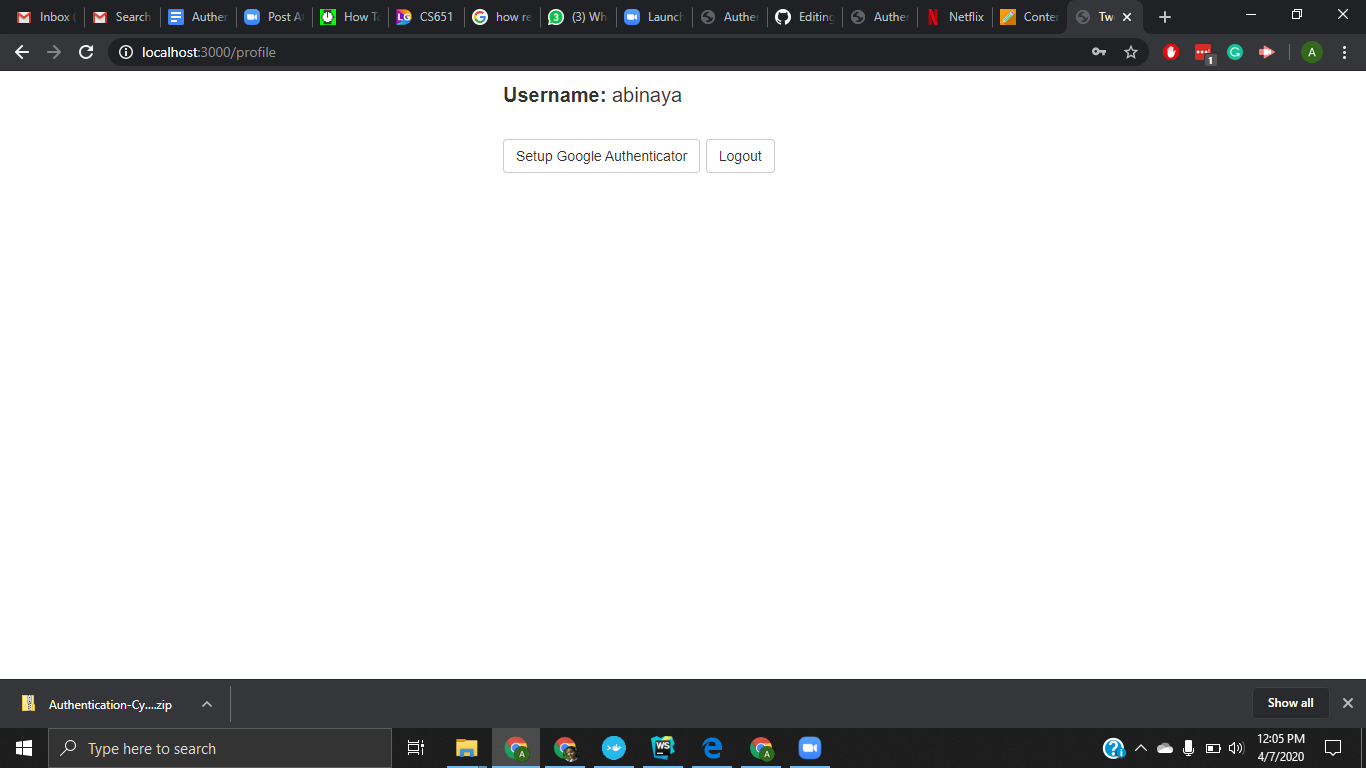 Inbox (
Search
Auther
Post A
How To
CS651
how re
(3) Wh
Launch
Auther
Editing
Auther
Netflix
Conter
Tw
localhost:3000/profile
1
A
Username: abinaya
Setup Google Authenticator
Logout
Authentication-Cy....zip
Show all
Type here to search
12:05 PM
4/7/2020